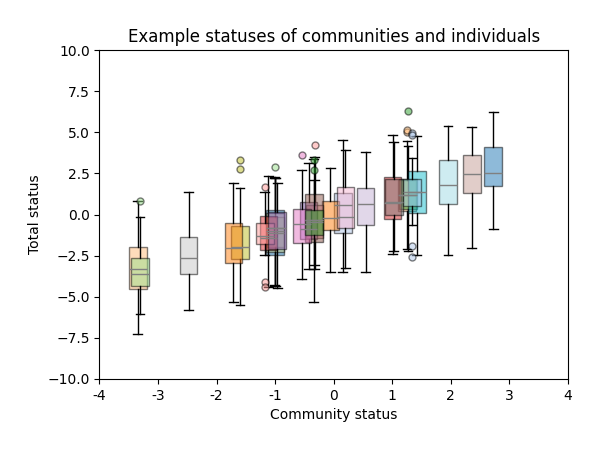 Example statuses of communities and individuals
Total status
10.0
7.5
5.0
2.5
0.0
−2.5
−5.0
−7.5
−10.0
-4 -3 -2 -1 0 1 2 3 4
Community status